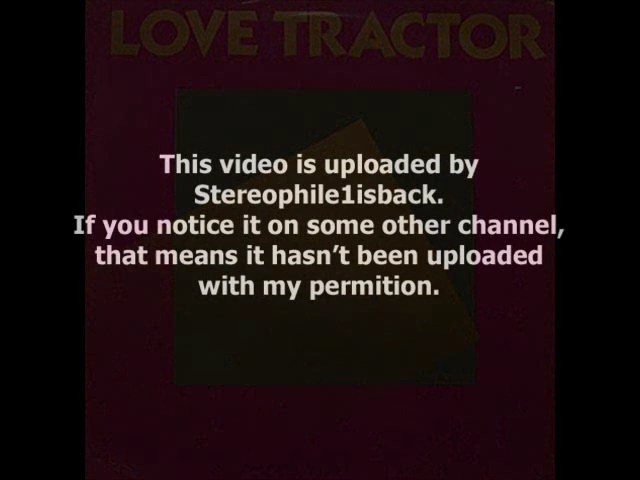 LOVE TRACTOR
This video is uploaded by
Stereophile1isback.
If you notice it on some other channel,
that means it hasn’t been uploaded
with my permition.